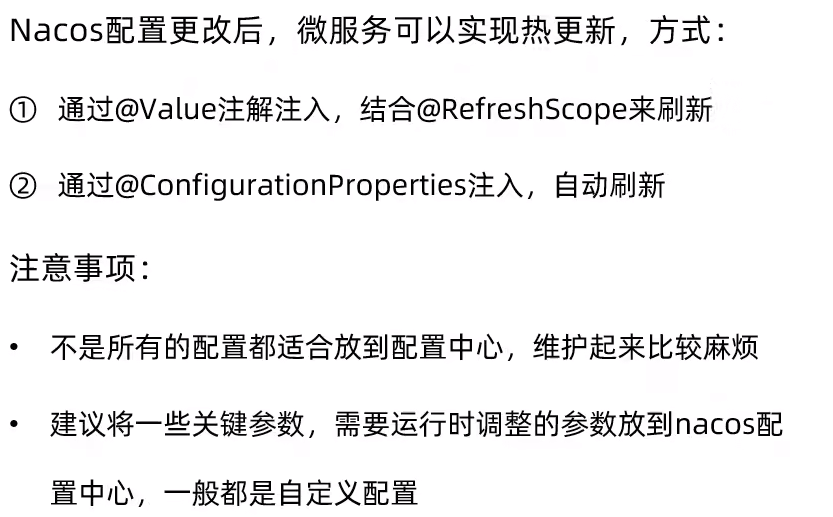 Nacos配置更改后，微服务可以实现热更新，方式：
① 通过@Value注解注入，结合@RefreshScope来刷新
② 通过@ConfigurationProperties注入，自动刷新
注意事项：
• 不是所有的配置都适合放到配置中心，维护起来比较麻烦
• 建议将一些关键参数，需要运行时调整的参数放到nacos配
置中心，一般都是自定义配置